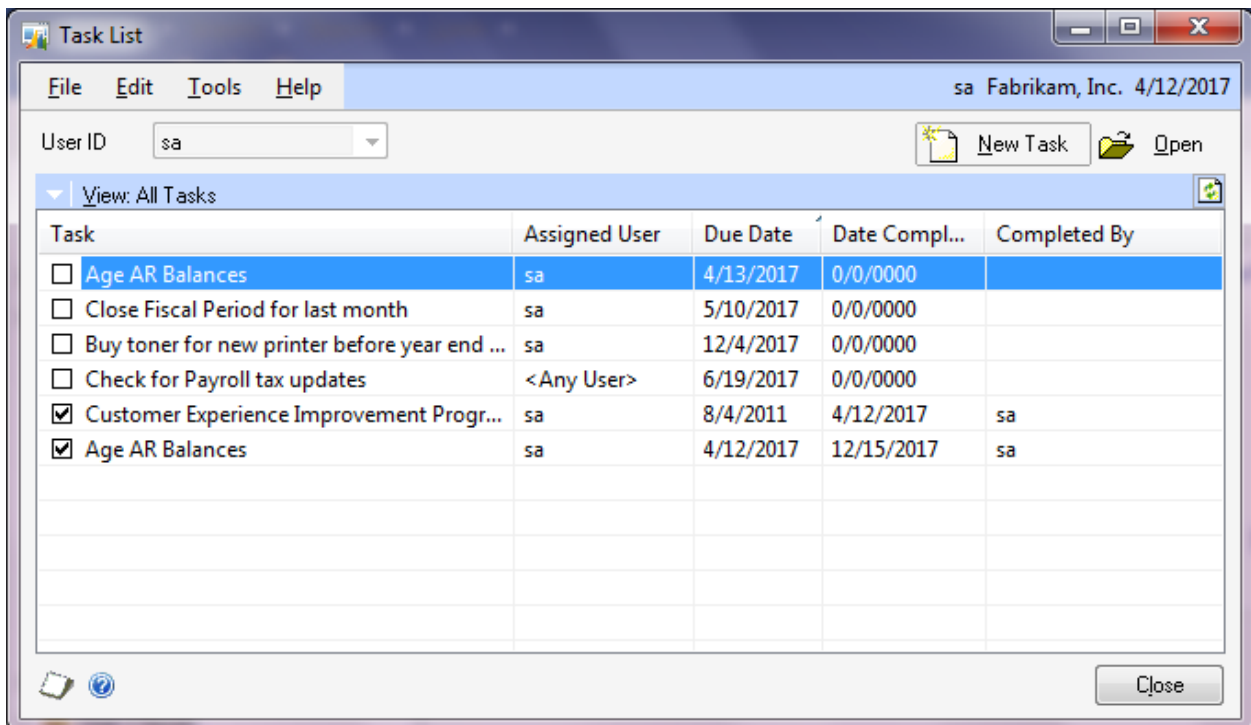 Task List
File Edit Tools Help sa Fabrikam, Inc. 4/12/2017
User ID sa New Task Open
View: All Tasks
Task Assigned User Due Date Date Compl... Completed By
Age AR Balances sa 4/13/2017 0/0/0000
Close Fiscal Period for last month sa 5/10/2017 0/0/0000
Buy toner for new printer before year end ... sa 12/4/2017 0/0/0000
Check for Payroll tax updates <Any User> 6/19/2017 0/0/0000
Customer Experience Improvement Progr... sa 8/4/2011 4/12/2017 sa
Age AR Balances sa 4/12/2017 12/15/2017 sa
Close